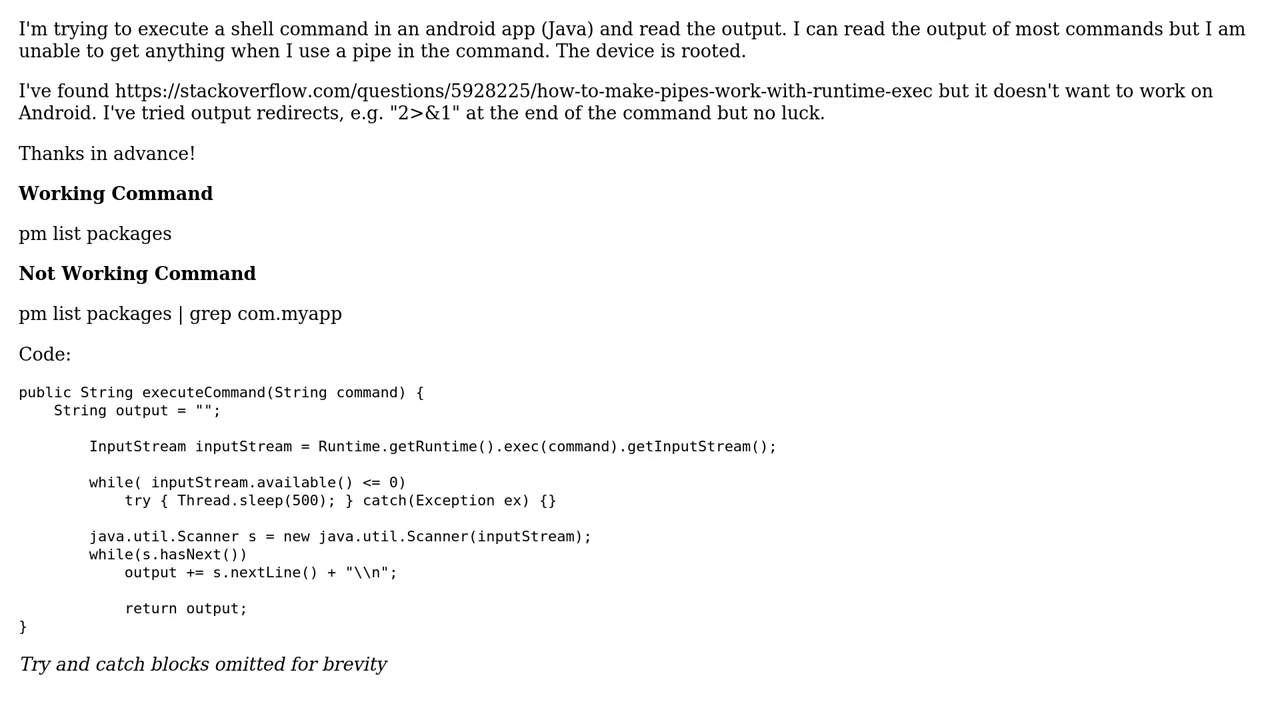 I'm trying to execute a shell command in an android app (Java) and read the output. I can read the output of most commands but I am
unable to get anything when I use a pipe in the command. The device is rooted.
I've found https://stackoverflow.com/questions/5928225/how-to-make-pipes-work-with-runtime-exec but it doesn't want to work on
Android. I've tried output redirects, e.g. "2>&1" at the end of the command but no luck.
Thanks in advance!
Working Command
pm list packages
Not Working Command
pm list packages | grep com.myapp
Code:
public String executeCommand(String command) {
    String output = "";
        InputStream inputStream = Runtime.getRuntime().exec(command).getInputStream();
        while( inputStream.available() <= 0)
            try { Thread.sleep(500); } catch(Exception ex) {}
        java.util.Scanner s = new java.util.Scanner(inputStream);
        while(s.hasNext())
            output += s.nextLine() + "\\n";
            return output;
}
Try and catch blocks omitted for brevity